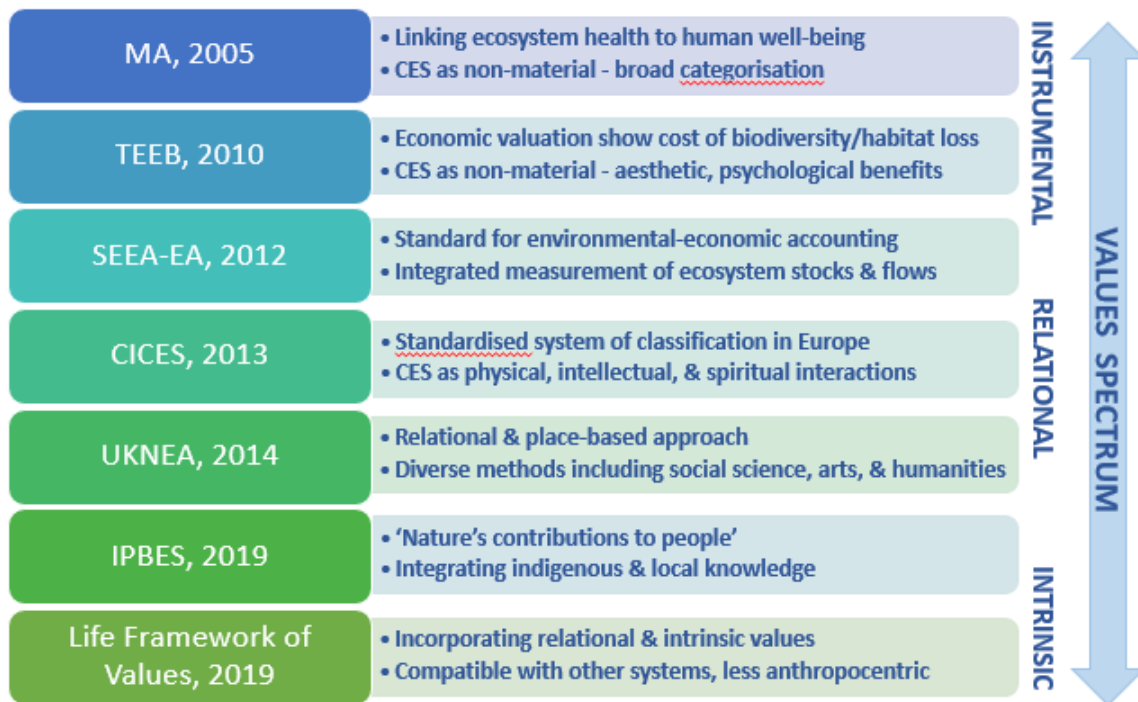 MA, 2005
• Linking ecosystem health to human well-being
• CES as non-material - broad categorisation
TEEB, 2010
• Economic valuation show cost of biodiversity/habitat loss
• CES as non-material - aesthetic, psychological benefits
SEEA-EA, 2012
• Standard for environmental-economic accounting
• Integrated measurement of ecosystem stocks & flows
CICES, 2013
• Standardised system of classification in Europe
• CES as physical, intellectual, & spiritual interactions
UKNEA, 2014
• Relational & place-based approach
• Diverse methods including social science, arts, & humanities
IPBES, 2019
• ‘Nature’s contributions to people’
• Integrating indigenous & local knowledge
Life Framework of
Values, 2019
• Incorporating relational & intrinsic values
• Compatible with other systems, less anthropocentric
INSTRUMENTAL
RELATIONAL
INTRINSIC
VALUES SPECTRUM